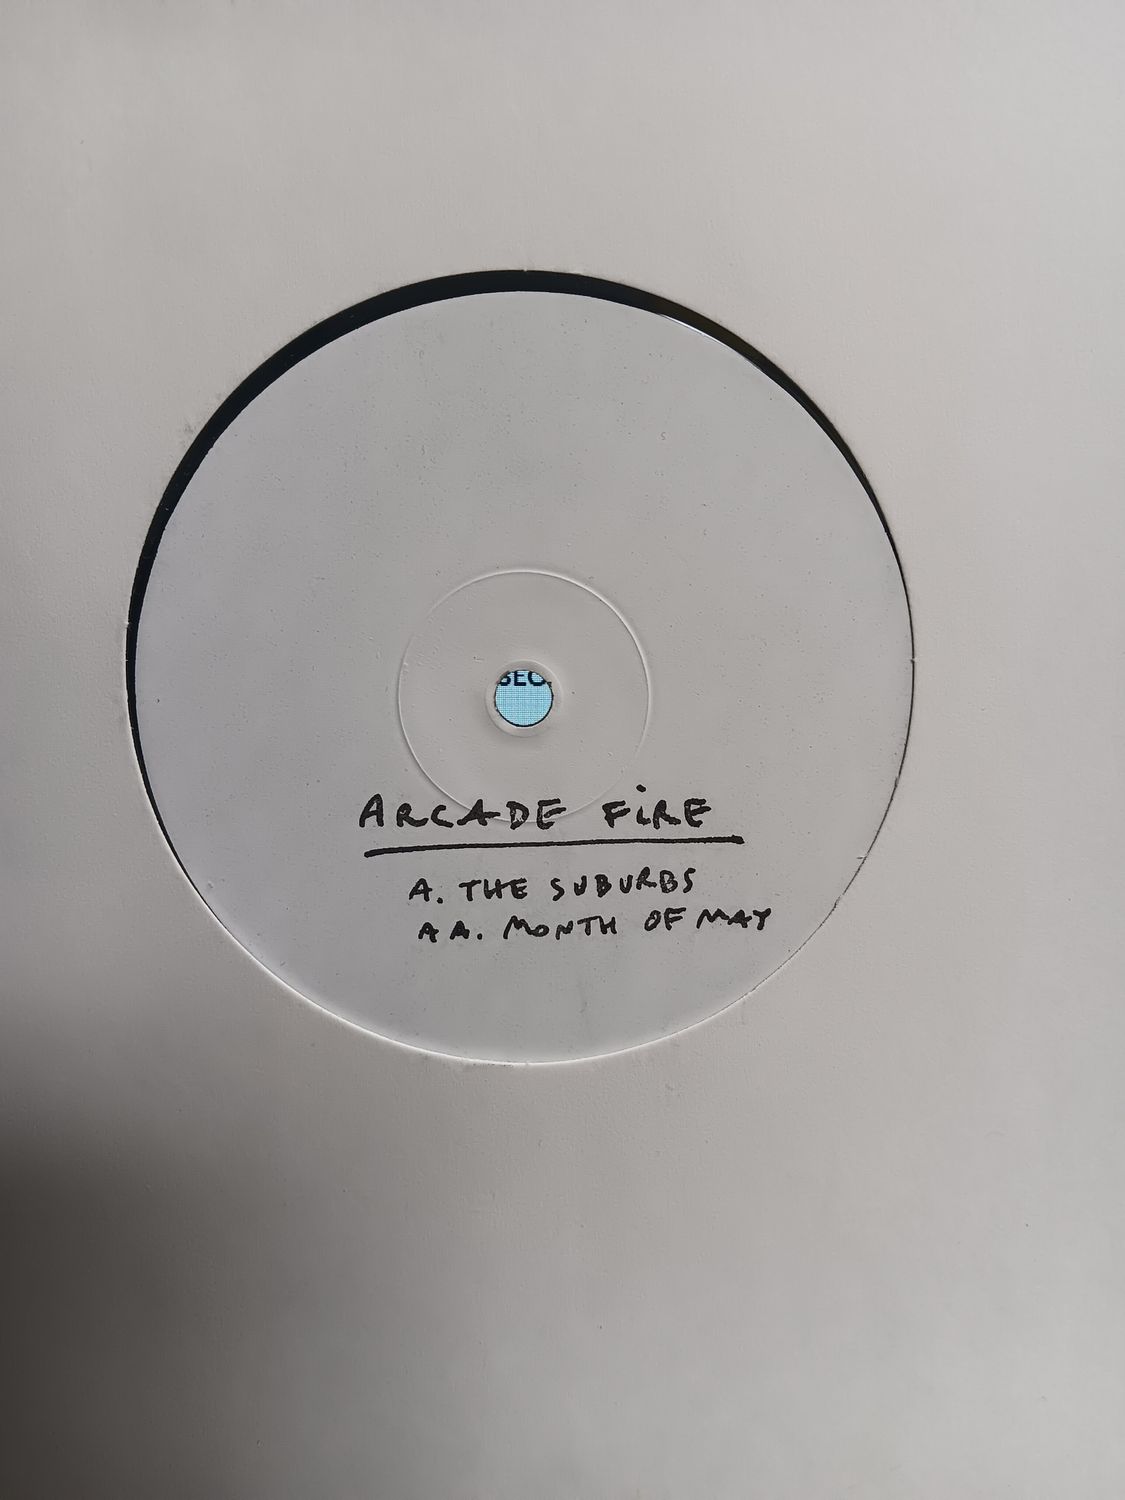 ARCADE FiRE
A. THE SUBURBS
AA. MONTH OF MAY